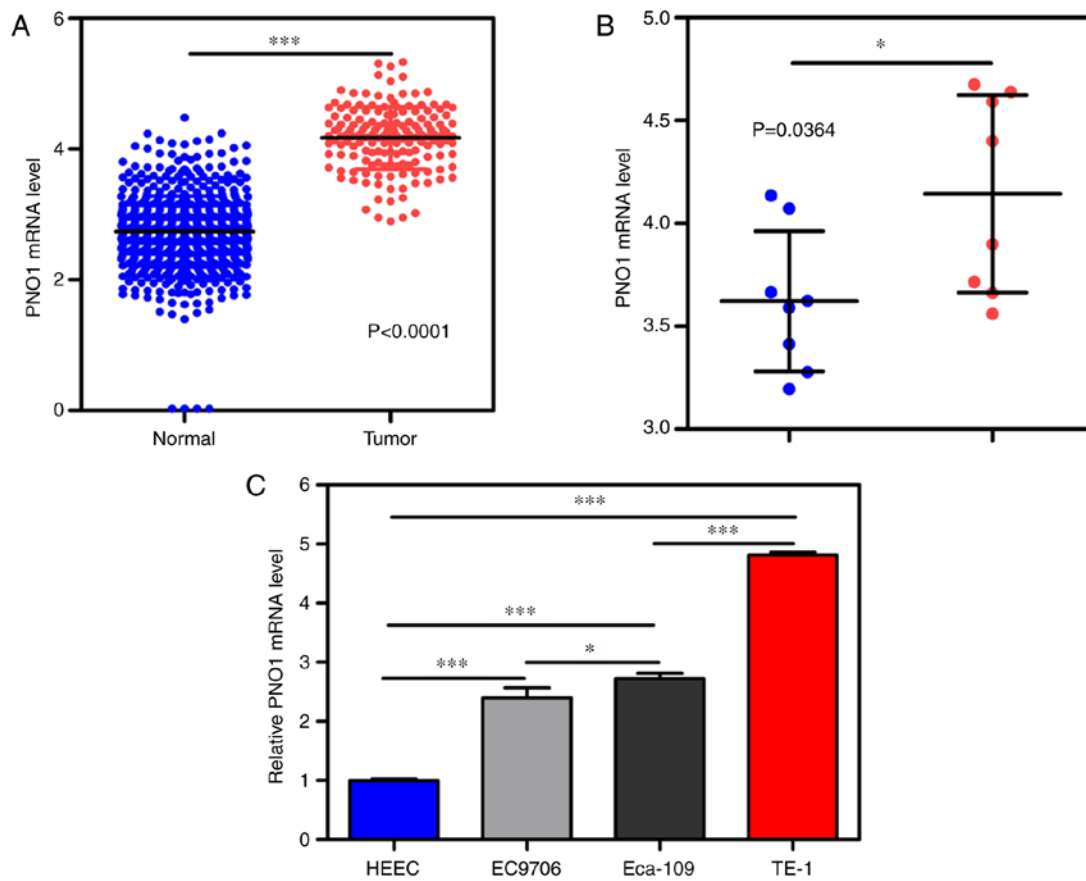 A
6
4
2
0
PNO1 mRNA level
***
P<0.0001
Normal
Tumor
B
5.0
4.5
4.0
3.5
3.0
PNO1 mRNA level
*
P=0.0364
C
6
5
4
3
2
1
0
Relative PNO1 mRNA level
***
***
***
***
*
HEEC
EC9706
Eca-109
TE-1